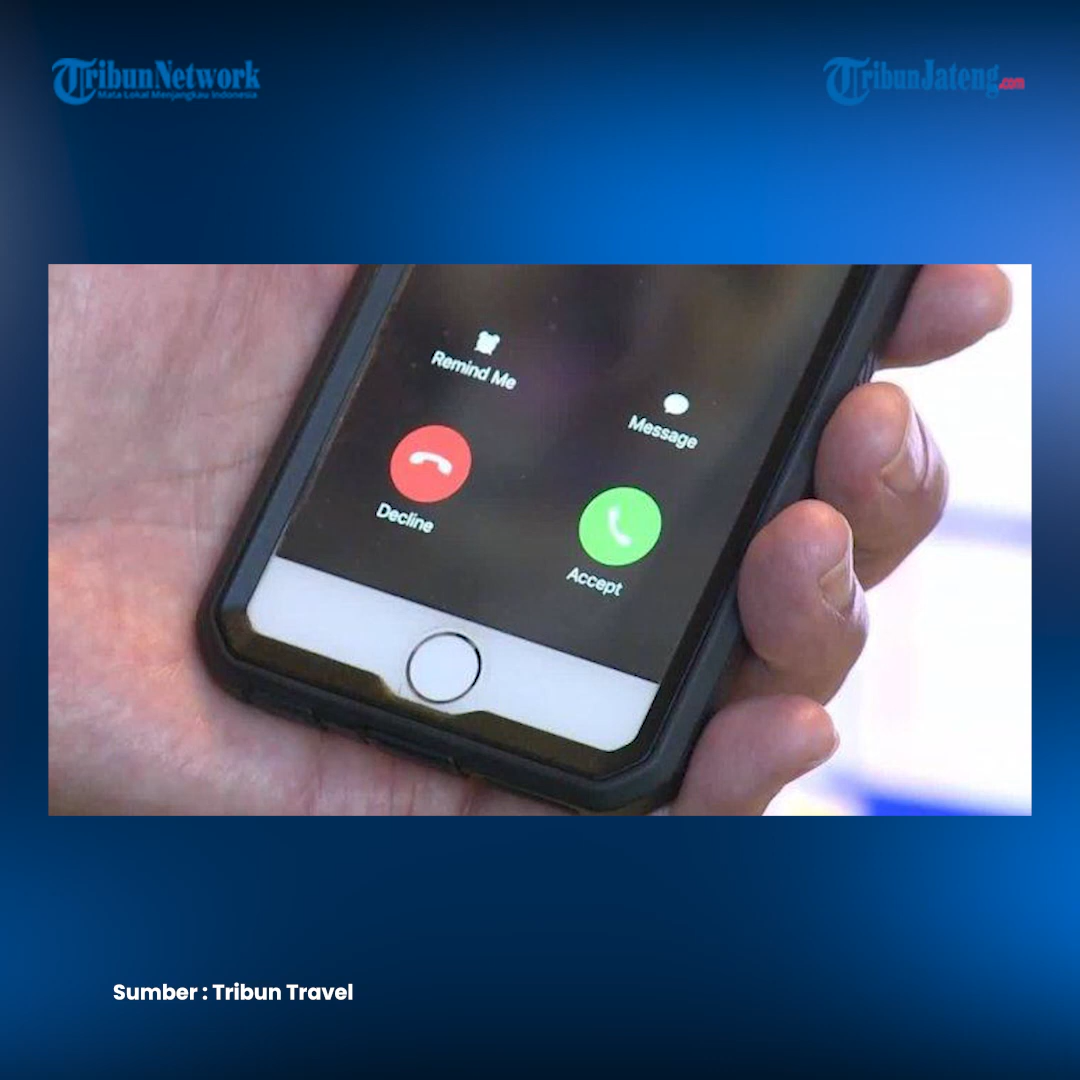 TribunNetwork
Mata Lokal Menjangkau Indonesia
TribunJateng.com
Remind Me
Message
Decline
Accept
Sumber : Tribun Travel